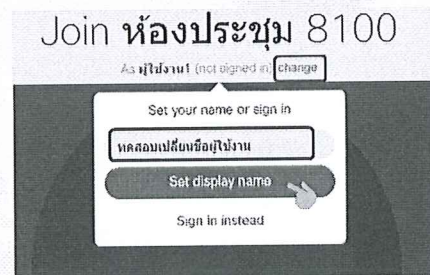 Join ห้องประชุม 8100
As ผู้ใช้งาน1 (not signed in) change
Set your name or sign in
ทดสอบเปลี่ยนชื่อผู้ใช้งาน
Set display name
Sign in instead